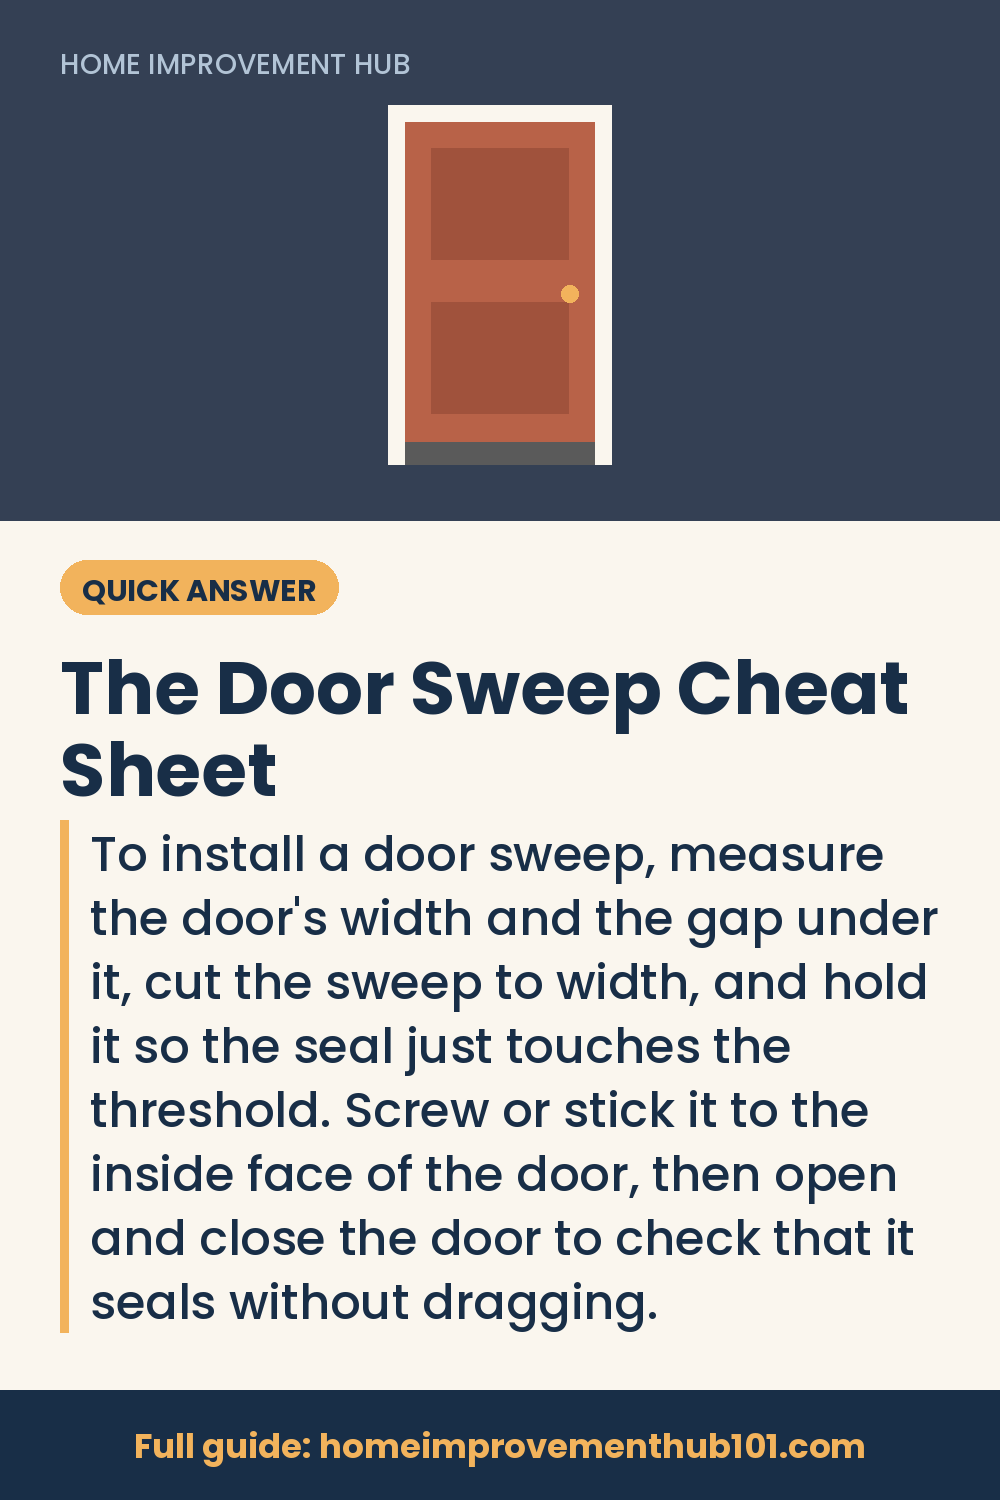 HOME IMPROVEMENT HUB
QUICK ANSWER
The Door Sweep Cheat
Sheet
To install a door sweep, measure
the door's width and the gap under
it, cut the sweep to width, and hold
it so the seal just touches the
threshold. Screw or stick it to the
inside face of the door, then open
and close the door to check that it
seals without dragging.
Full guide: homeimprovementhub101.com